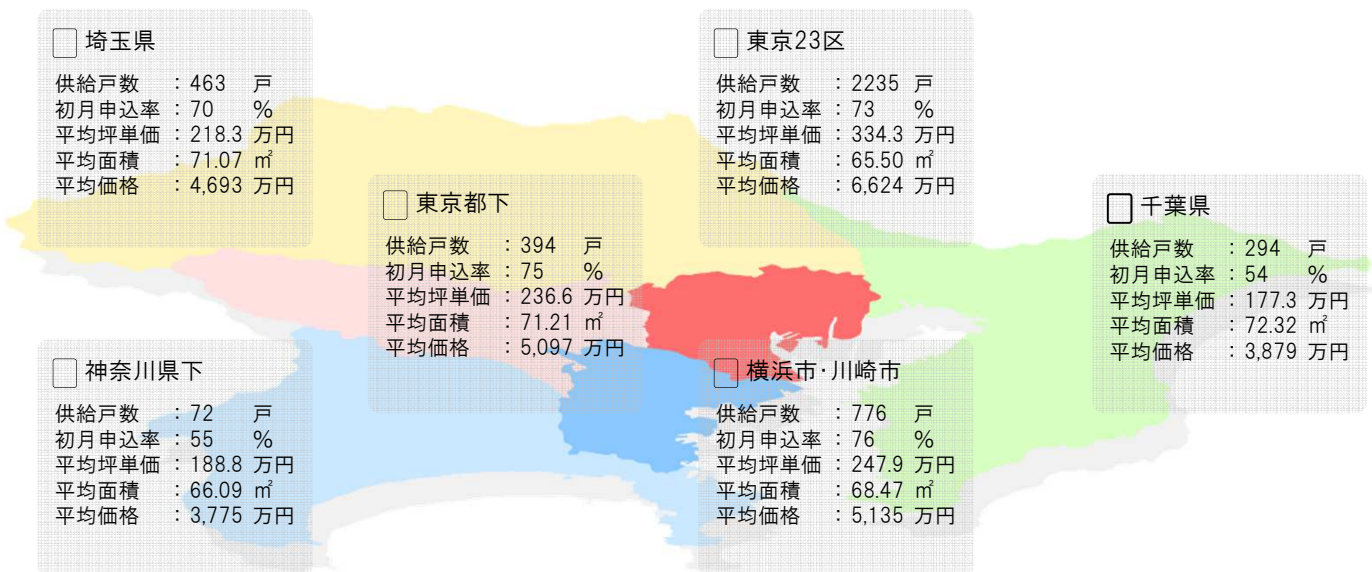 埼玉県
供給戸数 : 463 戸
初月申込率 : 70 %
平均坪単価 : 218.3 万円
平均面積 : 71.07 ㎡
平均価格 : 4,693 万円
東京23区
供給戸数 : 2235 戸
初月申込率 : 73 %
平均坪単価 : 334.3 万円
平均面積 : 65.50 ㎡
平均価格 : 6,624 万円
東京都下
供給戸数 : 394 戸
初月申込率 : 75 %
平均坪単価 : 236.6 万円
平均面積 : 71.21 ㎡
平均価格 : 5,097 万円
千葉県
供給戸数 : 294 戸
初月申込率 : 54 %
平均坪単価 : 177.3 万円
平均面積 : 72.32 ㎡
平均価格 : 3,879 万円
神奈川県下
供給戸数 : 72 戸
初月申込率 : 55 %
平均坪単価 : 188.8 万円
平均面積 : 66.09 ㎡
平均価格 : 3,775 万円
横浜市･川崎市
供給戸数 : 776 戸
初月申込率 : 76 %
平均坪単価 : 247.9 万円
平均面積 : 68.47 ㎡
平均価格 : 5,135 万円